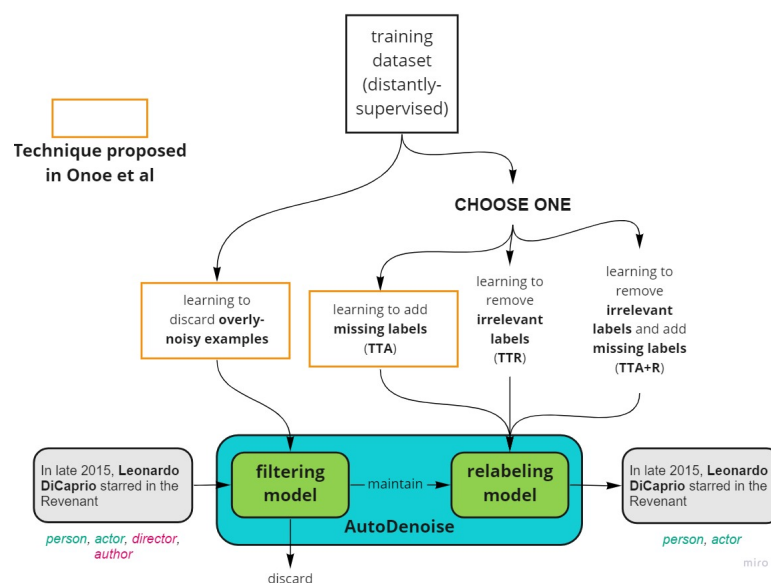 training
dataset
(distantly-
supervised)
Technique proposed
in Onoe et al
CHOOSE ONE
learning to
discard overly-
noisy examples
learning to add
missing labels
(TTA)
learning to
remove
irrelevant
labels
(TTR)
learning to
remove
irrelevant
labels and add
missing labels
(TTA+R)
In late 2015, Leonardo
DiCaprio starred in the
Revenant
person, actor, director,
author
filtering
model
maintain
relabeling
model
AutoDenoise
discard
In late 2015, Leonardo
DiCaprio starred in the
Revenant
person, actor
miro